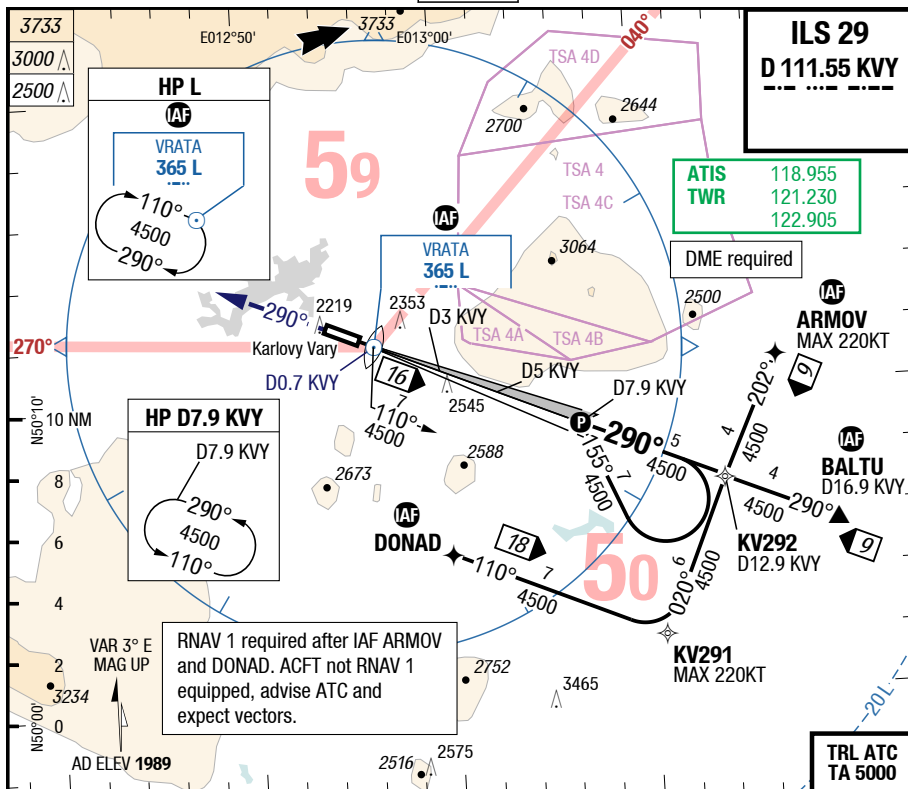 3733
3000
2500
E012°50'
3733
E013°00'
040°
ILS 29
D 111.55 KVY
HP L
IAF
VRATA
365 L
110°
4500
290°
59
TSA 4D
2700
2644
TSA 4
TSA 4C
ATIS 118.955
TWR 121.230
122.905
IAF
VRATA
365 L
3064
DME required
2500
IAF
ARMOV
MAX 220KT
290°
2219
2353
D3 KVY
TSA 4A
TSA 4B
270°
Karlovy Vary
D0.7 KVY
16
D5 KVY
D7.9 KVY
2545
7
110°
4500
P
290°
5
4500
202°
4
4500
9
N50°10'
10 NM
HP D7.9 KVY
D7.9 KVY
290°
4500
110°
2673
2588
155°
7
4500
IAF
BALTU
D16.9 KVY
4
4500
290°
9
KV292
D12.9 KVY
8
6
4
2
0
IAF
DONAD
18
110°
7
4500
50
020°
6
4500
KV291
MAX 220KT
VAR 3° E
MAG UP
3234
N50°00'
AD ELEV 1989
RNAV 1 required after IAF ARMOV
and DONAD. ACFT not RNAV 1
equipped, advise ATC and
expect vectors.
2752
3465
2516
2575
20L
TRL ATC
TA 5000